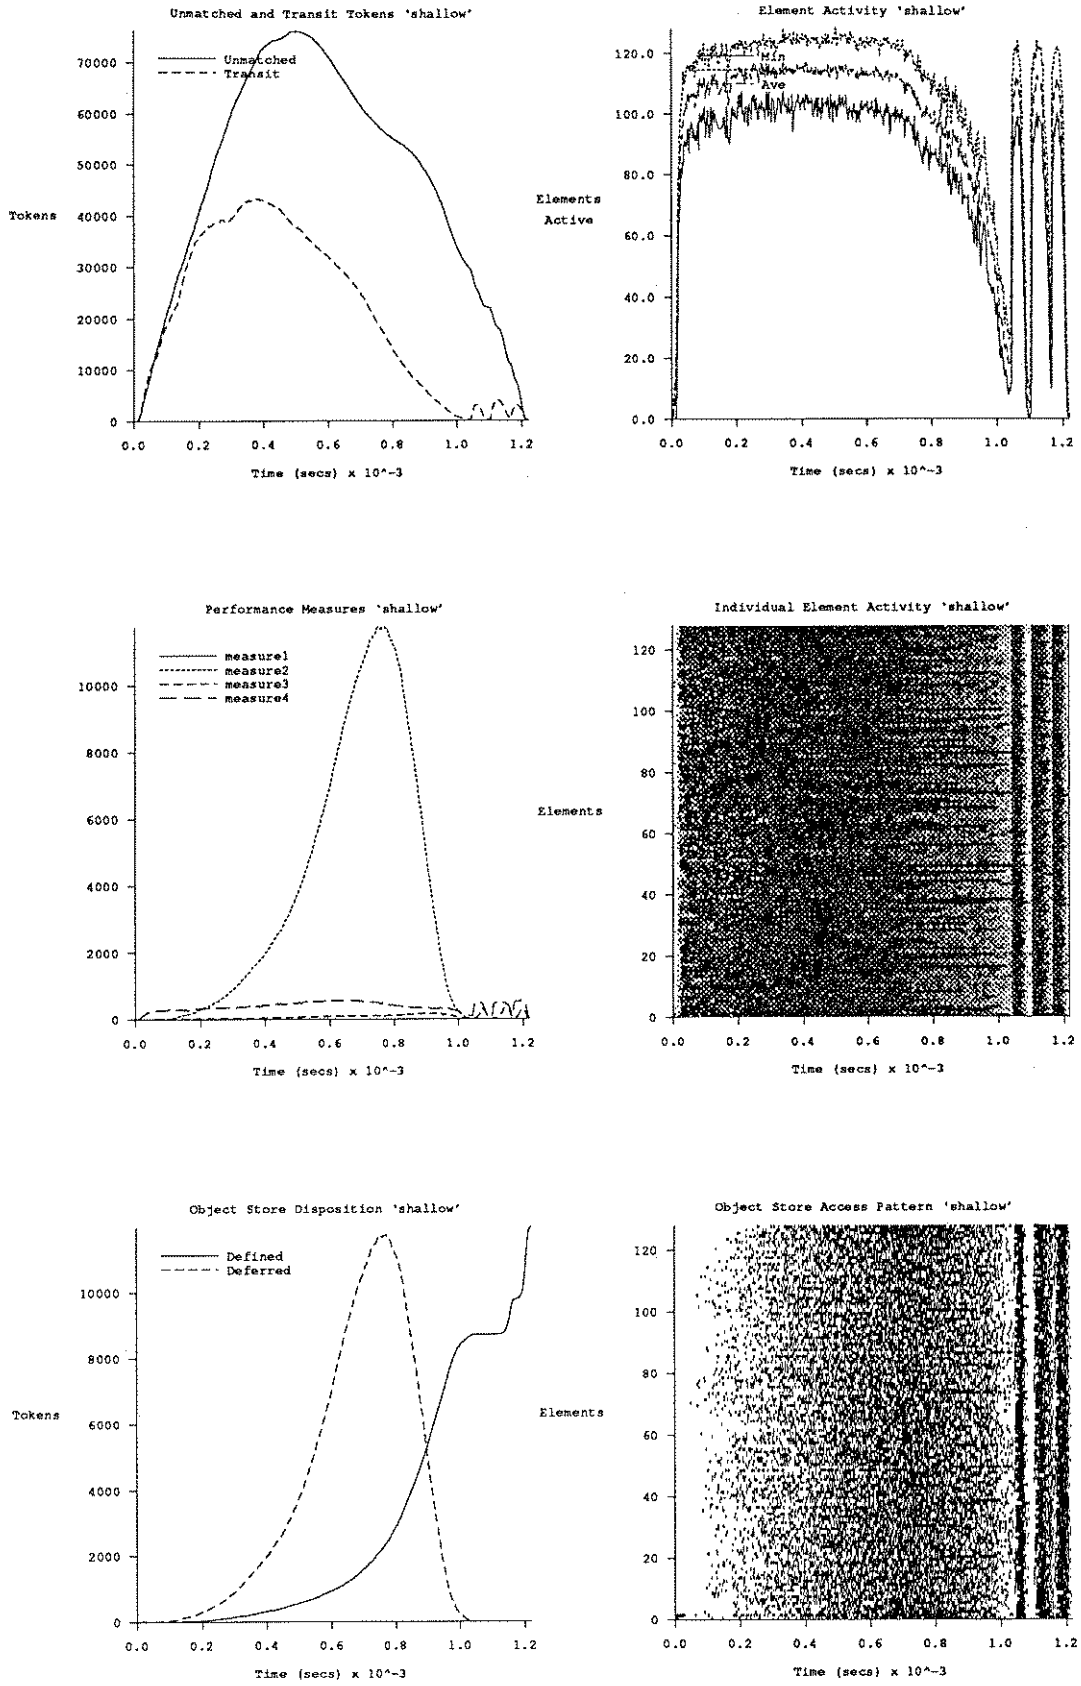 Unmatched and Transit Tokens 'shallow'
Unmatched
Transit
70000
60000
50000
40000
30000
20000
10000
0
Tokens
0.0 0.2 0.4 0.6 0.8 1.0 1.2
Time (secs) x 10^-3
Element Activity 'shallow'
Min
Max
Ave
120.0
100.0
80.0
60.0
40.0
20.0
0.0
Elements
Active
0.0 0.2 0.4 0.6 0.8 1.0 1.2
Time (secs) x 10^-3
Performance Measures 'shallow'
measure1
measure2
measure3
measure4
10000
8000
6000
4000
2000
0
0.0 0.2 0.4 0.6 0.8 1.0 1.2
Time (secs) x 10^-3
Individual Element Activity 'shallow'
120
100
80
60
40
20
0
Elements
0.0 0.2 0.4 0.6 0.8 1.0 1.2
Time (secs) x 10^-3
Object Store Disposition 'shallow'
Defined
Deferred
10000
8000
6000
4000
2000
0
Tokens
0.0 0.2 0.4 0.6 0.8 1.0 1.2
Time (secs) x 10^-3
Object Store Access Pattern 'shallow'
120
100
80
60
40
20
0
Elements
0.0 0.2 0.4 0.6 0.8 1.0 1.2
Time (secs) x 10^-3